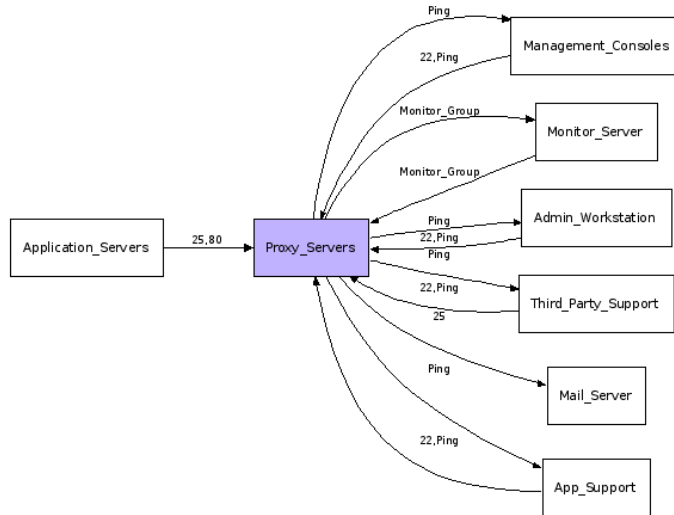 Ping
Management_Consoles
22,Ping
Monitor_Group
Monitor_Server
Monitor_Group
Ping
Admin_Workstation
25,80
Application_Servers
Proxy_Servers
22,Ping
Ping
22,Ping
Third_Party_Support
25
Ping
Mail_Server
22,Ping
App_Support